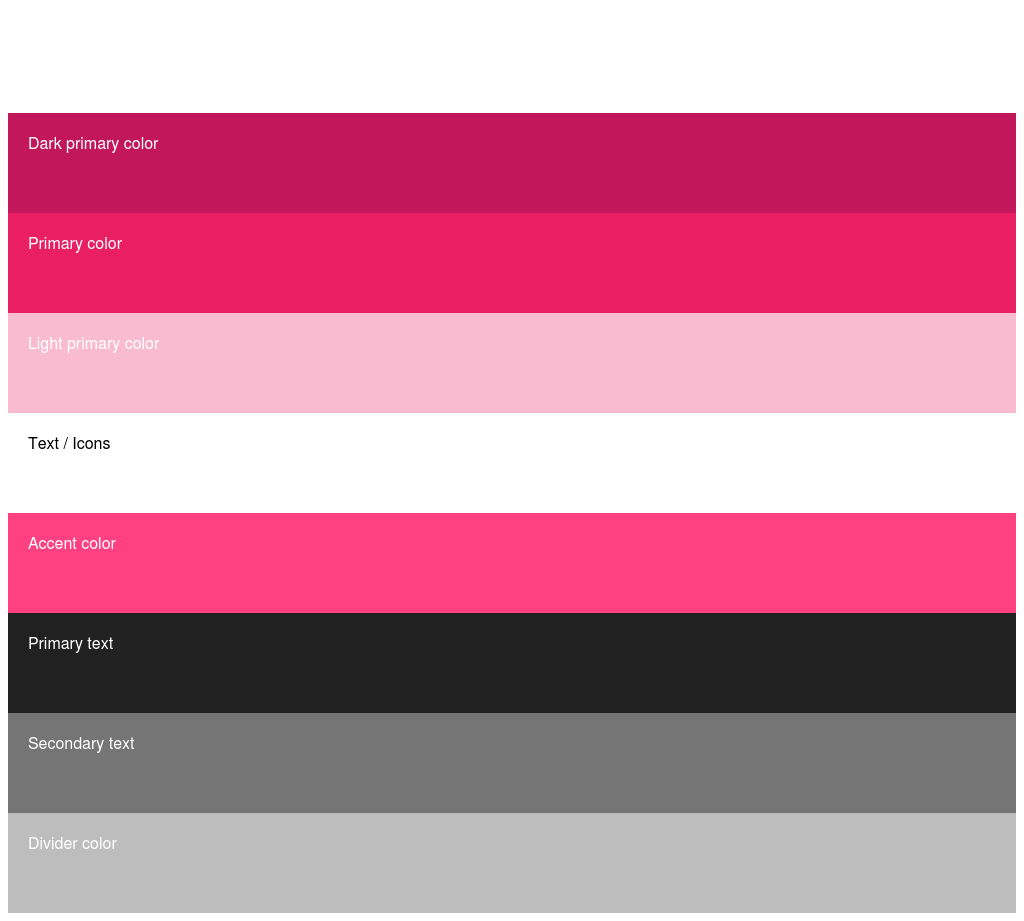 Dark primary color
Primary color
Light primary color
Text / Icons
Accent color
Primary text
Secondary text
Divider color